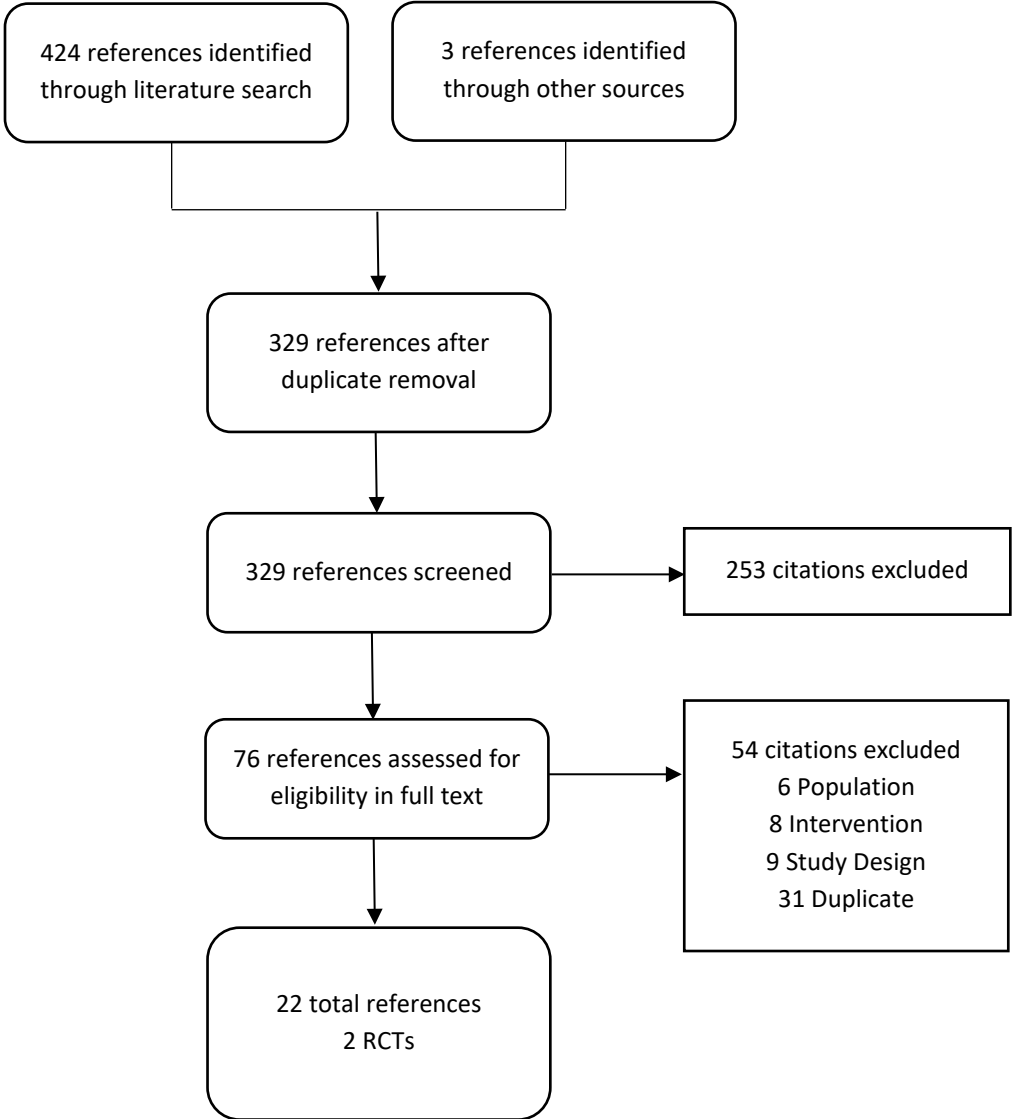 424 references identified
through literature search
3 references identified
through other sources
329 references after
duplicate removal
329 references screened
253 citations excluded
76 references assessed for
eligibility in full text
54 citations excluded
6 Population
8 Intervention
9 Study Design
31 Duplicate
22 total references
2 RCTs